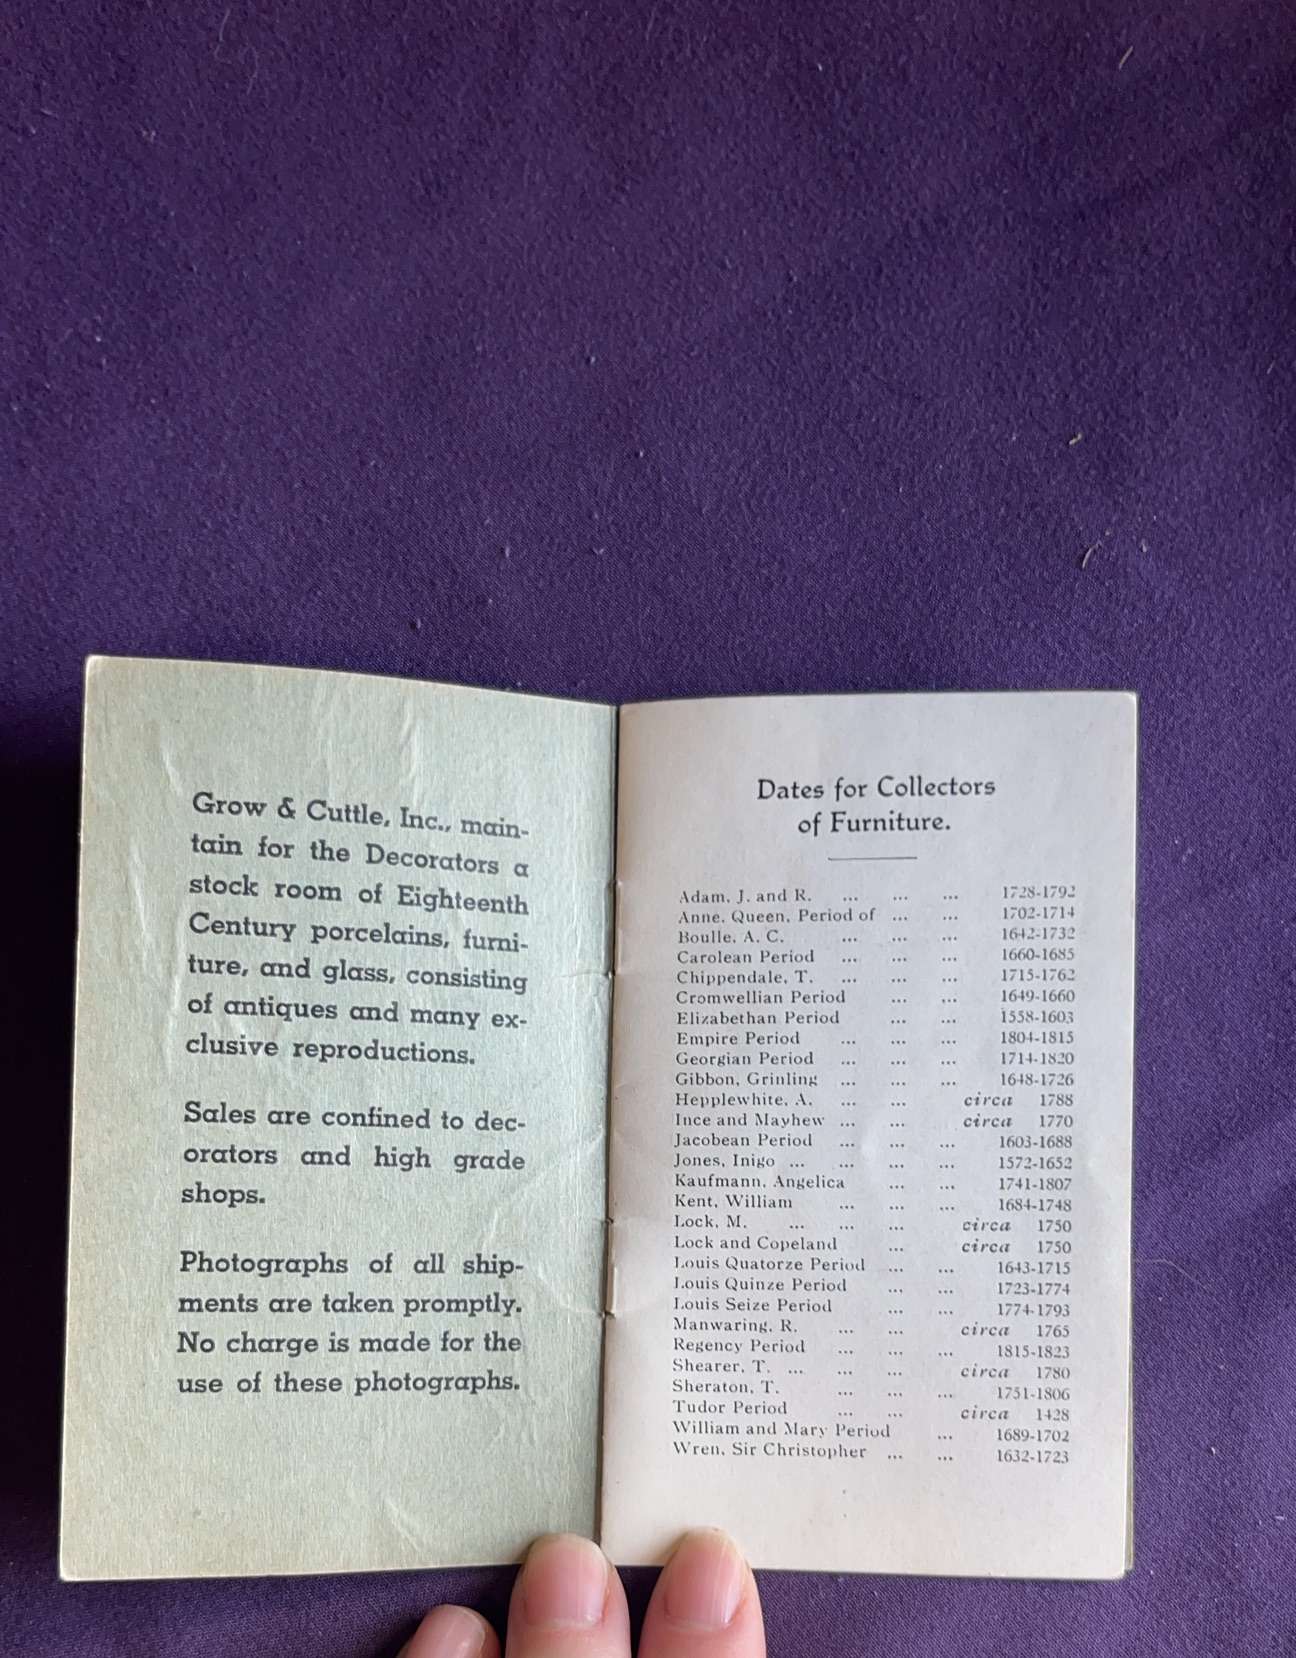 Grow & Cuttle, Inc., main-
tain for the Decorators a
stock room of Eighteenth
Century porcelains, furni-
ture, and glass, consisting
of antiques and many ex-
clusive reproductions.
Sales are confined to dec-
orators and high grade
shops.
Photographs of all ship-
ments are taken promptly.
No charge is made for the
use of these photographs.
Dates for Collectors
of Furniture.
Adam, J. and R. ... ... ... 1728-1792
Anne, Queen, Period of ... ... 1702-1714
Boulle, A. C. ... ... ... 1642-1732
Carolean Period ... ... ... 1660-1685
Chippendale, T. ... ... ... 1715-1762
Cromwellian Period ... ... 1649-1660
Elizabethan Period ... ... 1558-1603
Empire Period ... ... ... 1804-1815
Georgian Period ... ... ... 1714-1820
Gibbon, Grinling ... ... ... 1648-1726
Hepplewhite, A. ... ... circa 1788
Ince and Mayhew ... ... circa 1770
Jacobean Period ... ... ... 1603-1688
Jones, Inigo ... ... ... ... 1572-1652
Kaufmann, Angelica ... ... 1741-1807
Kent, William ... ... ... 1684-1748
Lock, M. ... ... ... circa 1750
Lock and Copeland ... circa 1750
Louis Quatorze Period ... ... 1643-1715
Louis Quinze Period ... ... 1723-1774
Louis Seize Period ... ... 1774-1793
Manwaring, R. ... ... circa 1765
Regency Period ... ... ... 1815-1823
Shearer, T. ... ... ... circa 1780
Sheraton, T. ... ... ... 1751-1806
Tudor Period ... ... circa 1428
William and Mary Period ... 1689-1702
Wren, Sir Christopher ... ... 1632-1723